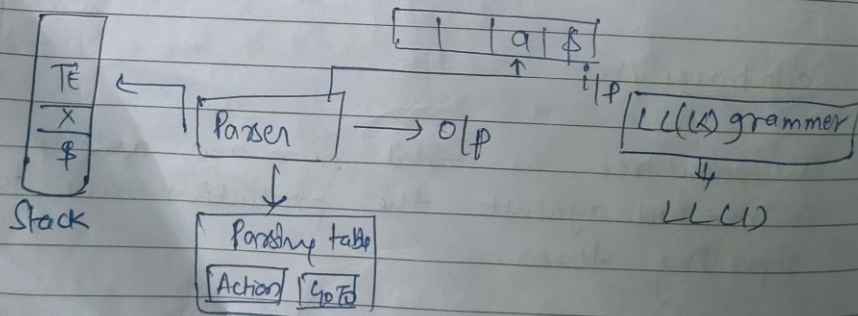 a $
i/p
TE
X
$
Stack
Parser
O/p
LL(K) grammer
LL(1)
Parsing table
Action GOTO